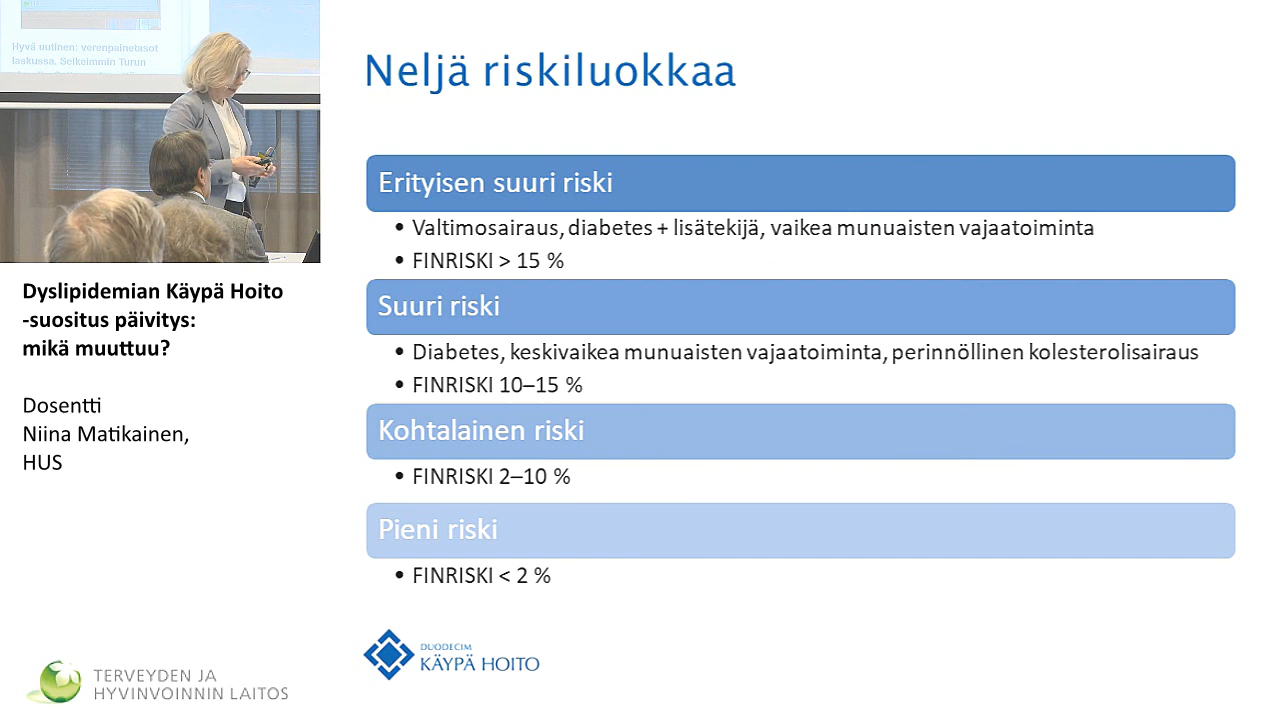 Hyvä uutinen: verenpainetasot
laskussa, Selkeimmin Turun
Dyslipidemian Käypä Hoito
-suositus päivitys:
mikä muuttuu?
Dosentti
Niina Matikainen,
HUS
TERVEYDEN JA
HYVINVOINNIN LAITOS
Neljä riskiluokkaa
Erityisen suuri riski
• Valtimosairaus, diabetes + lisätekijä, vaikea munuaisten vajaatoiminta
• FINRISKI > 15 %
Suuri riski
• Diabetes, keskivaikea munuaisten vajaatoiminta, perinnöllinen kolesterolisairaus
• FINRISKI 10–15 %
Kohtalainen riski
• FINRISKI 2–10 %
Pieni riski
• FINRISKI < 2 %
DUODECIM
KÄYPÄ HOITO